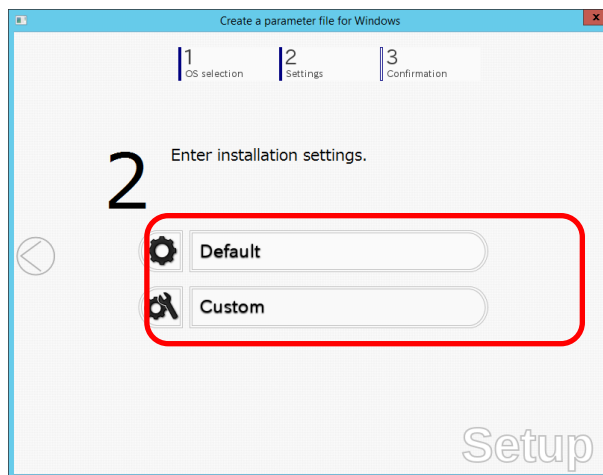 Create a parameter file for Windows
x
1 2 3
OS selection Settings Confirmation
2 Enter installation settings.
Default
Custom
Setup